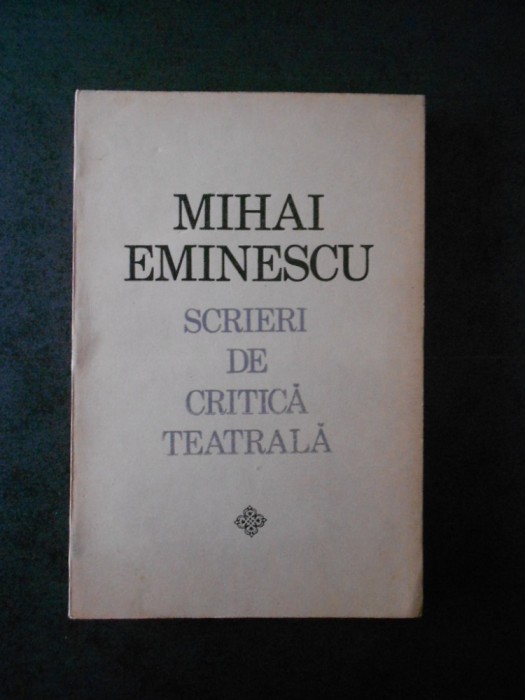 MIHAI
EMINESCU
SCRIERI
DE
CRITICĂ
TEATRALĂ